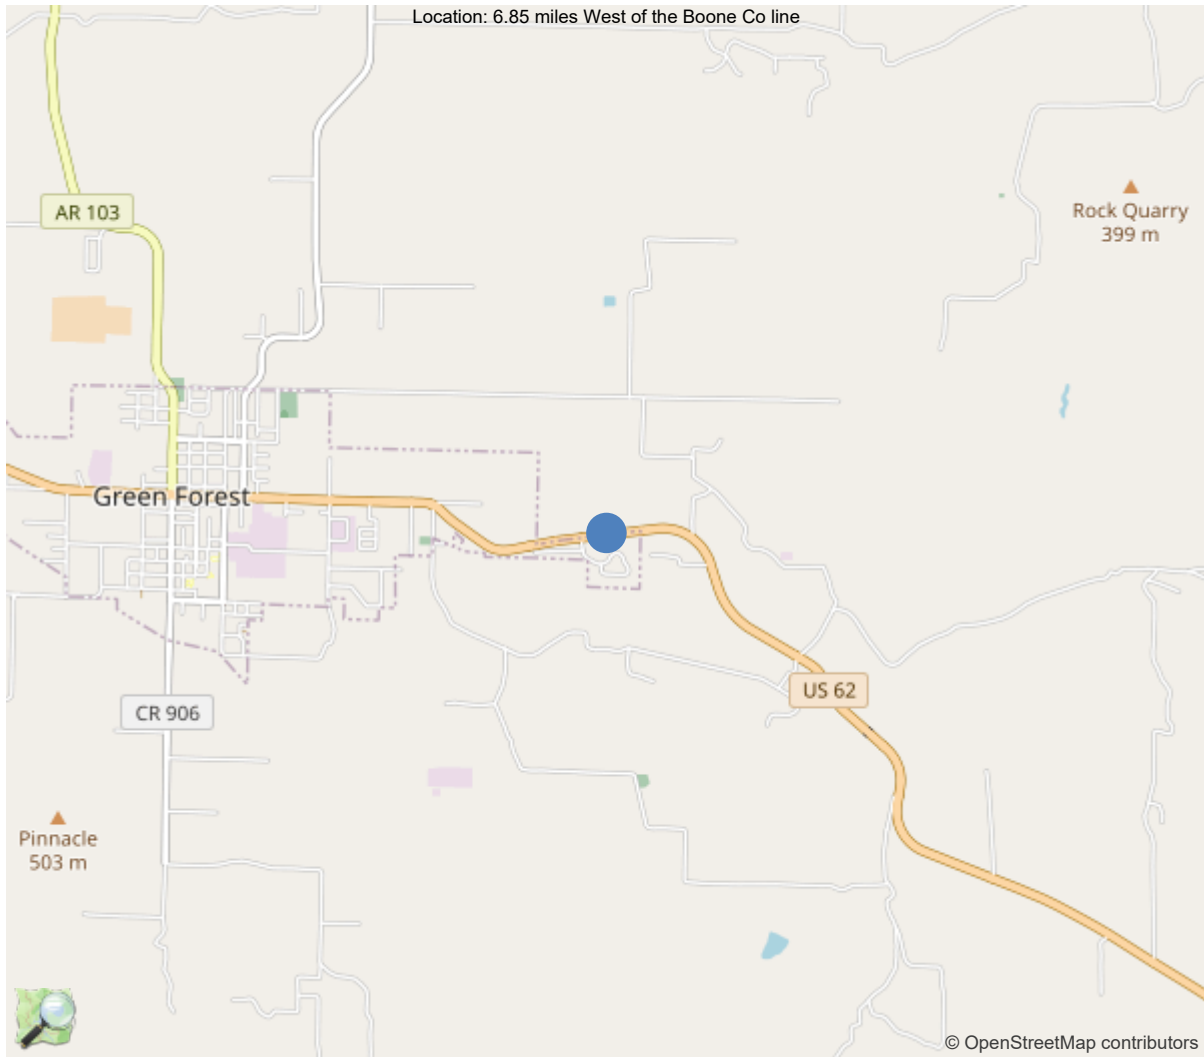 Location: 6.85 miles West of the Boone Co line
AR 103
Rock Quarry
399 m
Green Forest
US 62
CR 906
Pinnacle
503 m
© OpenStreetMap contributors